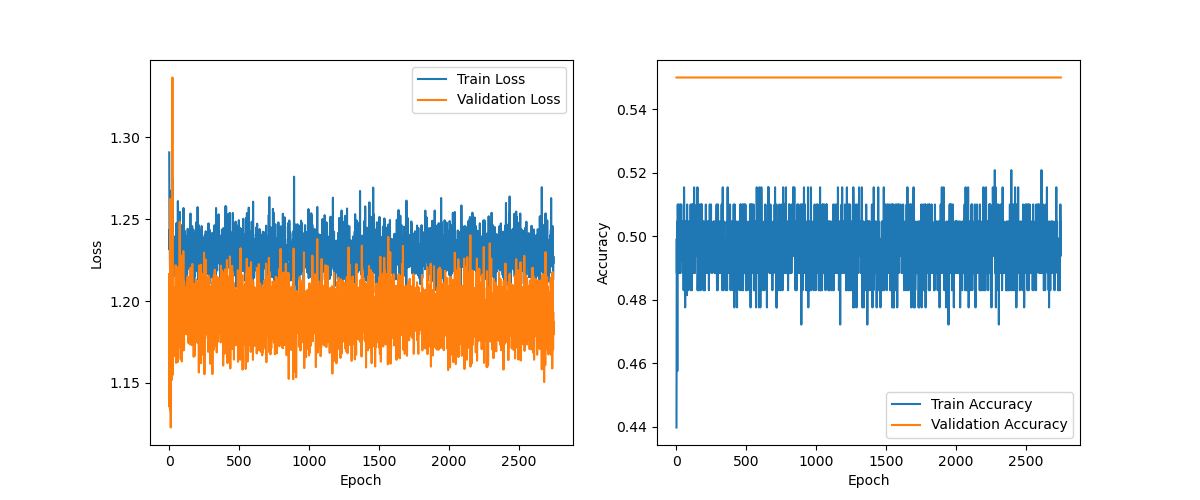 Train Loss
Validation Loss
1.30
1.25
1.20
1.15
Loss
0
500
1000
1500
2000
2500
Epoch
0.54
0.52
0.50
0.48
0.46
0.44
Accuracy
Train Accuracy
Validation Accuracy
0
500
1000
1500
2000
2500
Epoch